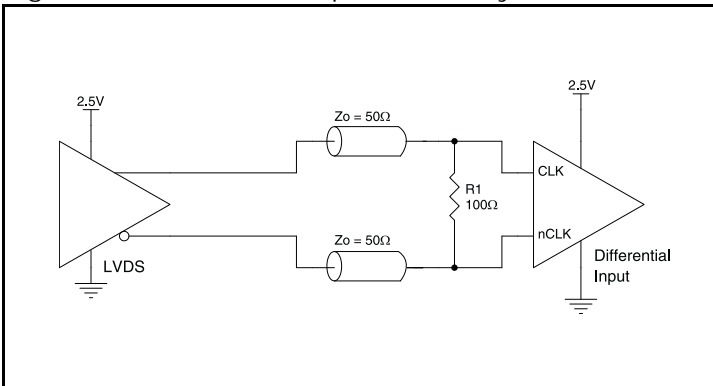 2.5V
2.5V
Zo = 50Ω
CLK
R1
100Ω
nCLK
Zo = 50Ω
LVDS
Differential
Input